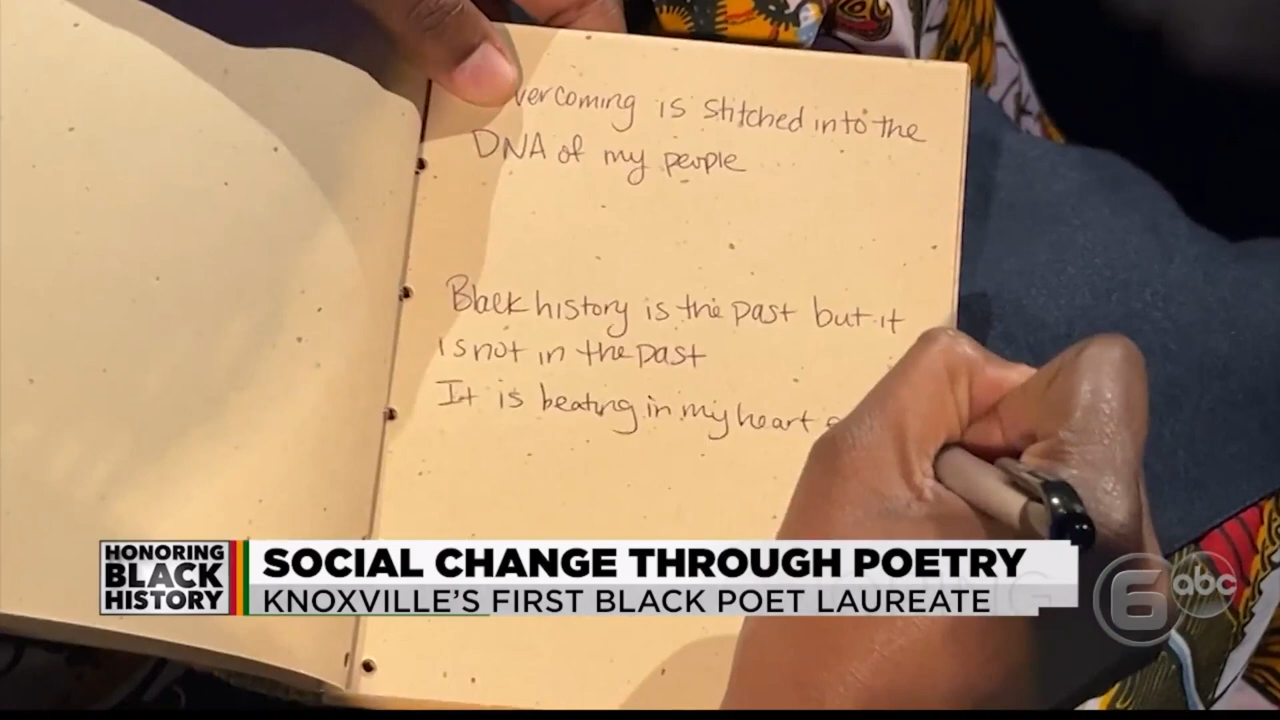 vercoming is stitched into the
DNA of my people
Black history is the past but it
is not in the past
It is beating in my heart
HONORING
BLACK
HISTORY
SOCIAL CHANGE THROUGH POETRY
KNOXVILLE'S FIRST BLACK POET LAUREATE
6 abc